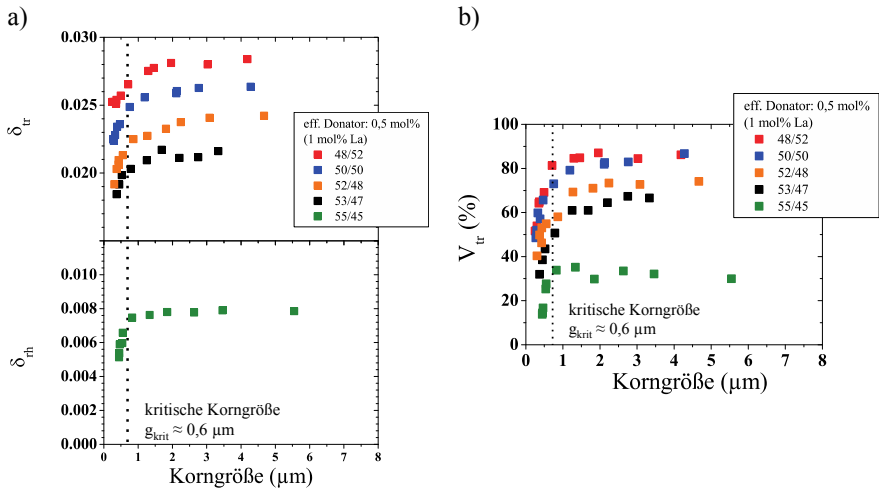 a)
0.030
0.025
0.020
δtr
eff. Donator: 0,5 mol%
(1 mol% La)
48/52
50/50
52/48
53/47
55/45
0.010
0.008
0.006
0.004
0.002
0.000
δrh
kritische Korngröße
gkrit ≈ 0,6 µm
0 1 2 3 4 5 6 7 8
Korngröße (µm)
b)
eff. Donator: 0,5 mol%
(1 mol% La)
48/52
50/50
52/48
53/47
55/45
100
80
60
40
20
0
Vtr (%)
kritische Korngröße
gkrit ≈ 0,6 µm
0 1 2 3 4 5 6 7 8
Korngröße (µm)